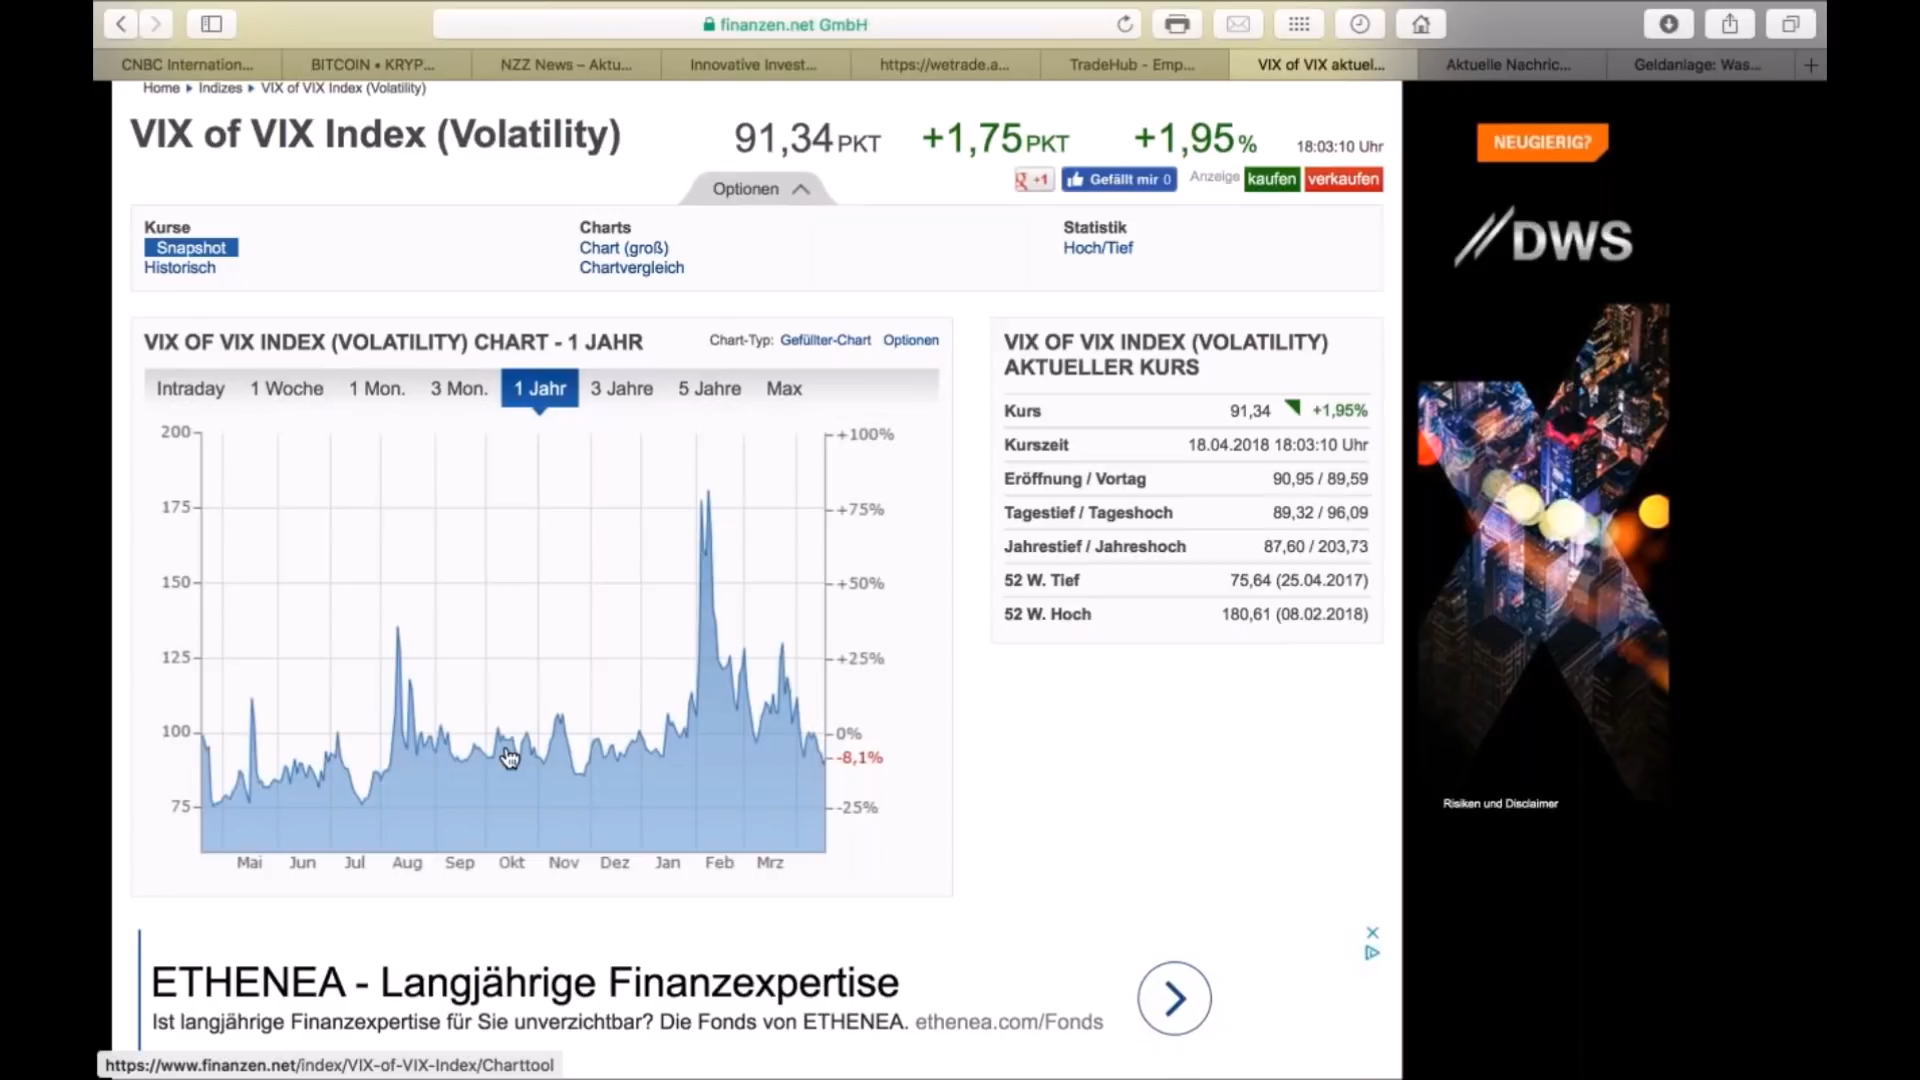 finanzen.net GmbH
CNBC Internation...
BITCOIN • KRYP...
NZZ News – Aktu...
Innovative Invest...
https://wetrade.a...
TradeHub - Emp...
VIX of VIX aktuel...
Aktuelle Nachric...
Geldanlage: Was...
Home ▸ Indizes ▸ VIX of VIX Index (Volatility)
VIX of VIX Index (Volatility)
91,34 PKT
+1,75 PKT
+1,95 %
18:03:10 Uhr
+1
Gefällt mir 0
Anzeige
kaufen
verkaufen
Optionen
Kurse
Snapshot
Historisch
Charts
Chart (groß)
Chartvergleich
Statistik
Hoch/Tief
VIX OF VIX INDEX (VOLATILITY) CHART - 1 JAHR
Chart-Typ: Gefüllter-Chart Optionen
Intraday 1 Woche 1 Mon. 3 Mon. 1 Jahr 3 Jahre 5 Jahre Max
200
175
150
125
100
75
+100%
+75%
+50%
+25%
0%
-8,1%
-25%
Mai Jun Jul Aug Sep Okt Nov Dez Jan Feb Mrz
VIX OF VIX INDEX (VOLATILITY)
AKTUELLER KURS
Kurs 91,34 +1,95%
Kurszeit 18.04.2018 18:03:10 Uhr
Eröffnung / Vortag 90,95 / 89,59
Tagestief / Tageshoch 89,32 / 96,09
Jahrestief / Jahreshoch 87,60 / 203,73
52 W. Tief 75,64 (25.04.2017)
52 W. Hoch 180,61 (08.02.2018)
NEUGIERIG?
DWS
Risiken und Disclaimer
ETHENEA - Langjährige Finanzexpertise
Ist langjährige Finanzexpertise für Sie unverzichtbar? Die Fonds von ETHENEA. ethenea.com/Fonds
https://www.finanzen.net/index/VIX-of-VIX-Index/Charttool